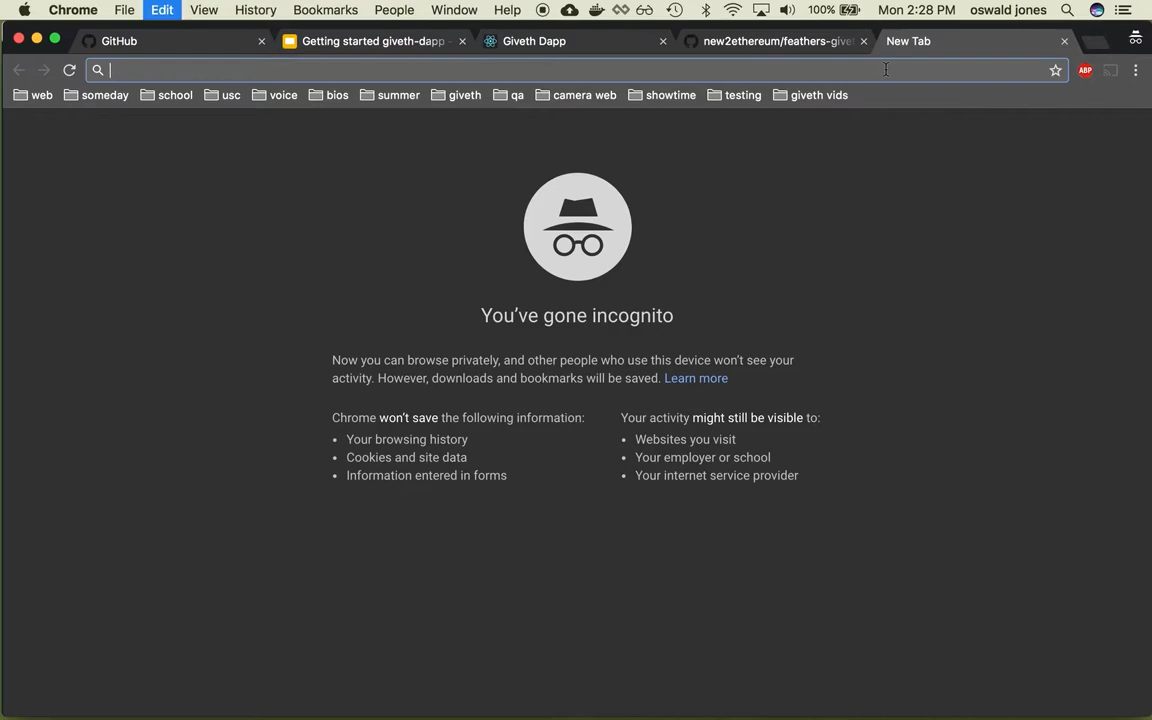 Chrome File Edit View History Bookmarks People Window Help 100% Mon 2:28 PM oswald jones
GitHub Getting started giveth-dapp - Giveth Dapp new2ethereum/feathers-givet New Tab
ABP
web someday school usc voice bios summer giveth qa camera web showtime testing giveth vids
You've gone incognito
Now you can browse privately, and other people who use this device won't see your
activity. However, downloads and bookmarks will be saved. Learn more
Chrome won't save the following information:
• Your browsing history
• Cookies and site data
• Information entered in forms
Your activity might still be visible to:
• Websites you visit
• Your employer or school
• Your internet service provider